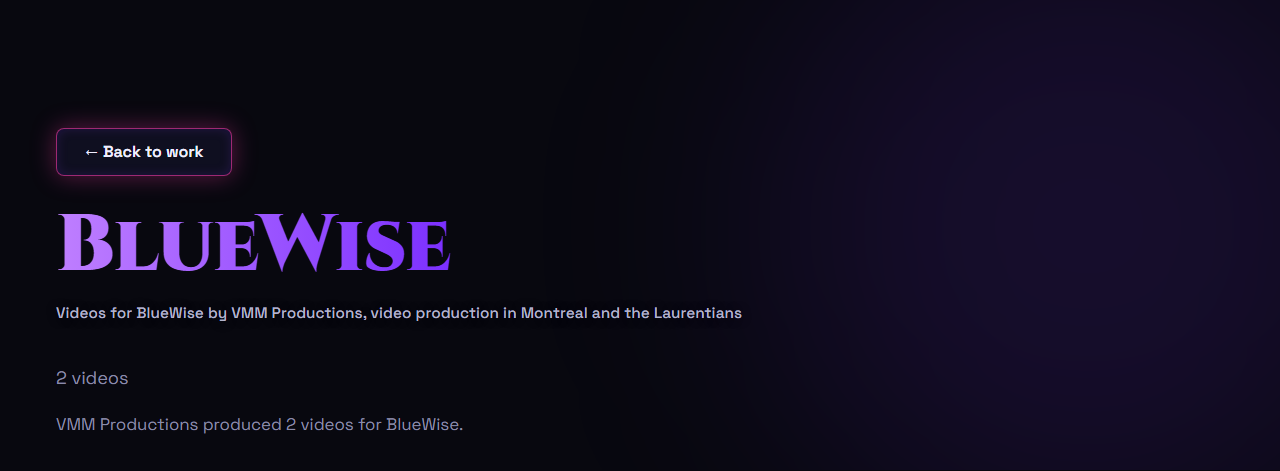 ← Back to work
BlueWise
Videos for BlueWise by VMM Productions, video production in Montreal and the Laurentians
2 videos
VMM Productions produced 2 videos for BlueWise.